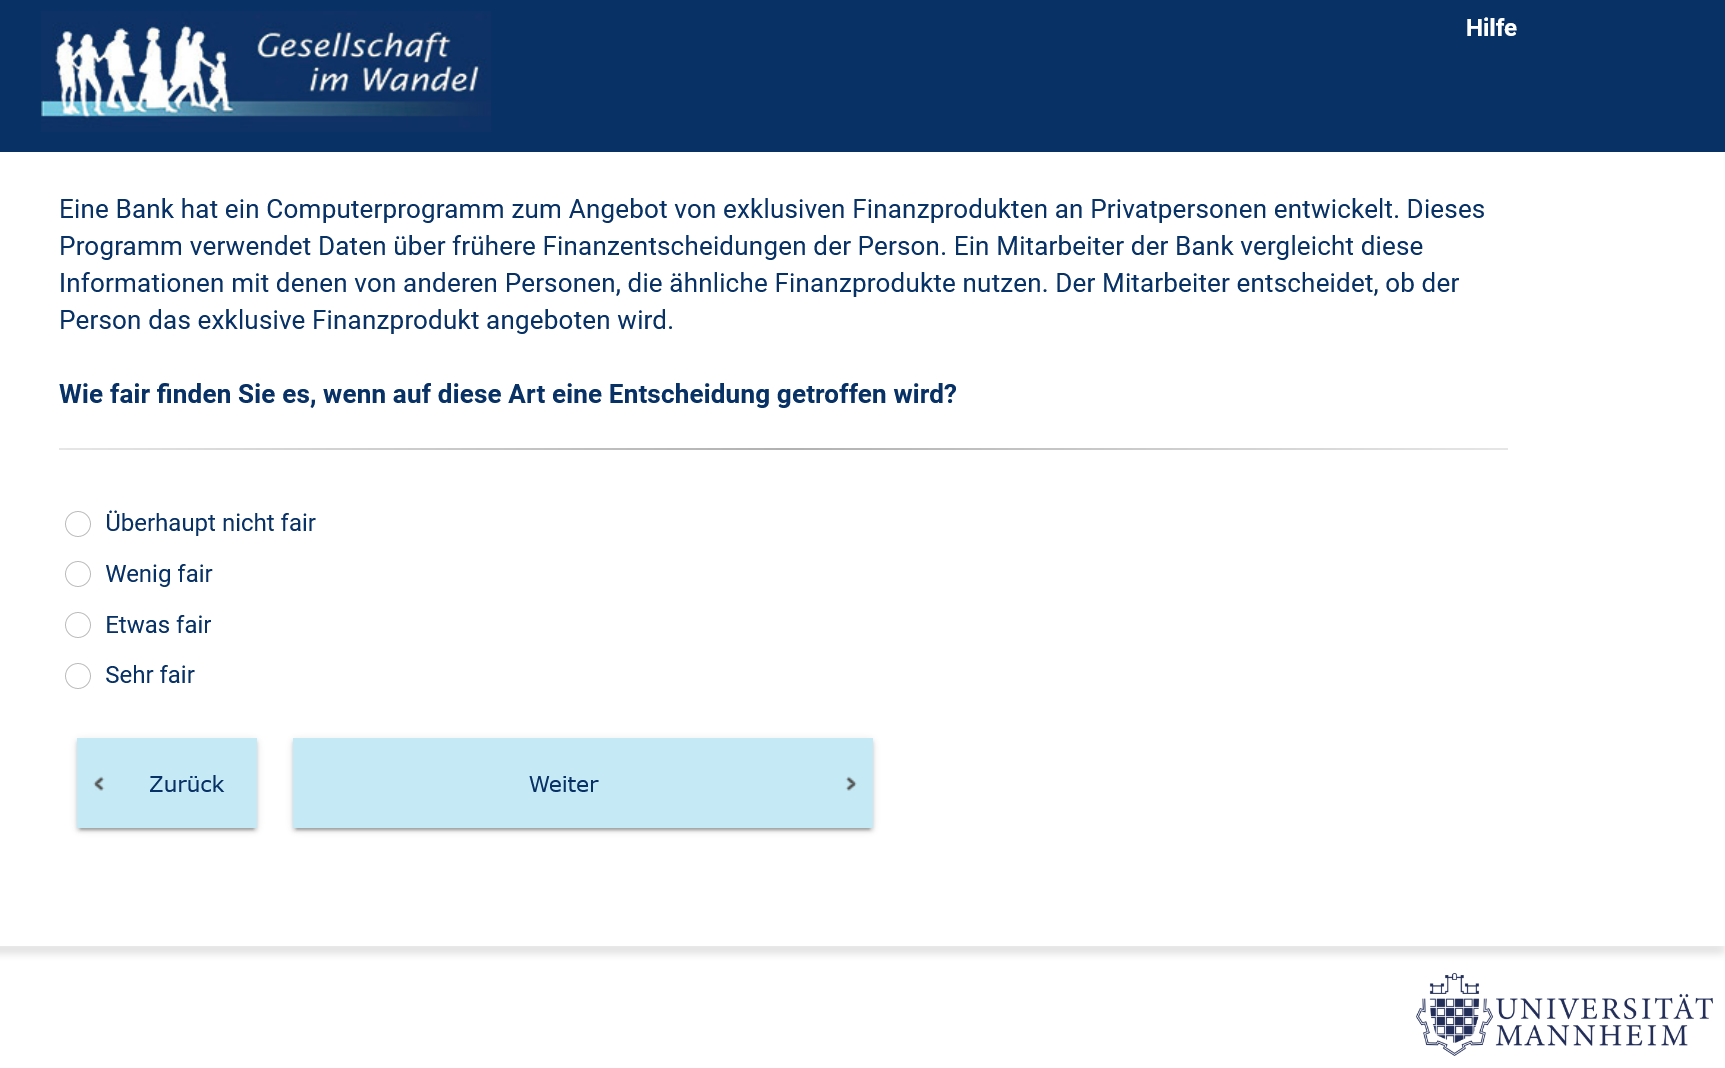 Gesellschaft
im Wandel
Hilfe
Eine Bank hat ein Computerprogramm zum Angebot von exklusiven Finanzprodukten an Privatpersonen entwickelt. Dieses
Programm verwendet Daten über frühere Finanzentscheidungen der Person. Ein Mitarbeiter der Bank vergleicht diese
Informationen mit denen von anderen Personen, die ähnliche Finanzprodukte nutzen. Der Mitarbeiter entscheidet, ob der
Person das exklusive Finanzprodukt angeboten wird.
Wie fair finden Sie es, wenn auf diese Art eine Entscheidung getroffen wird?
Überhaupt nicht fair
Wenig fair
Etwas fair
Sehr fair
Zurück
Weiter
UNIVERSITÄT
MANNHEIM